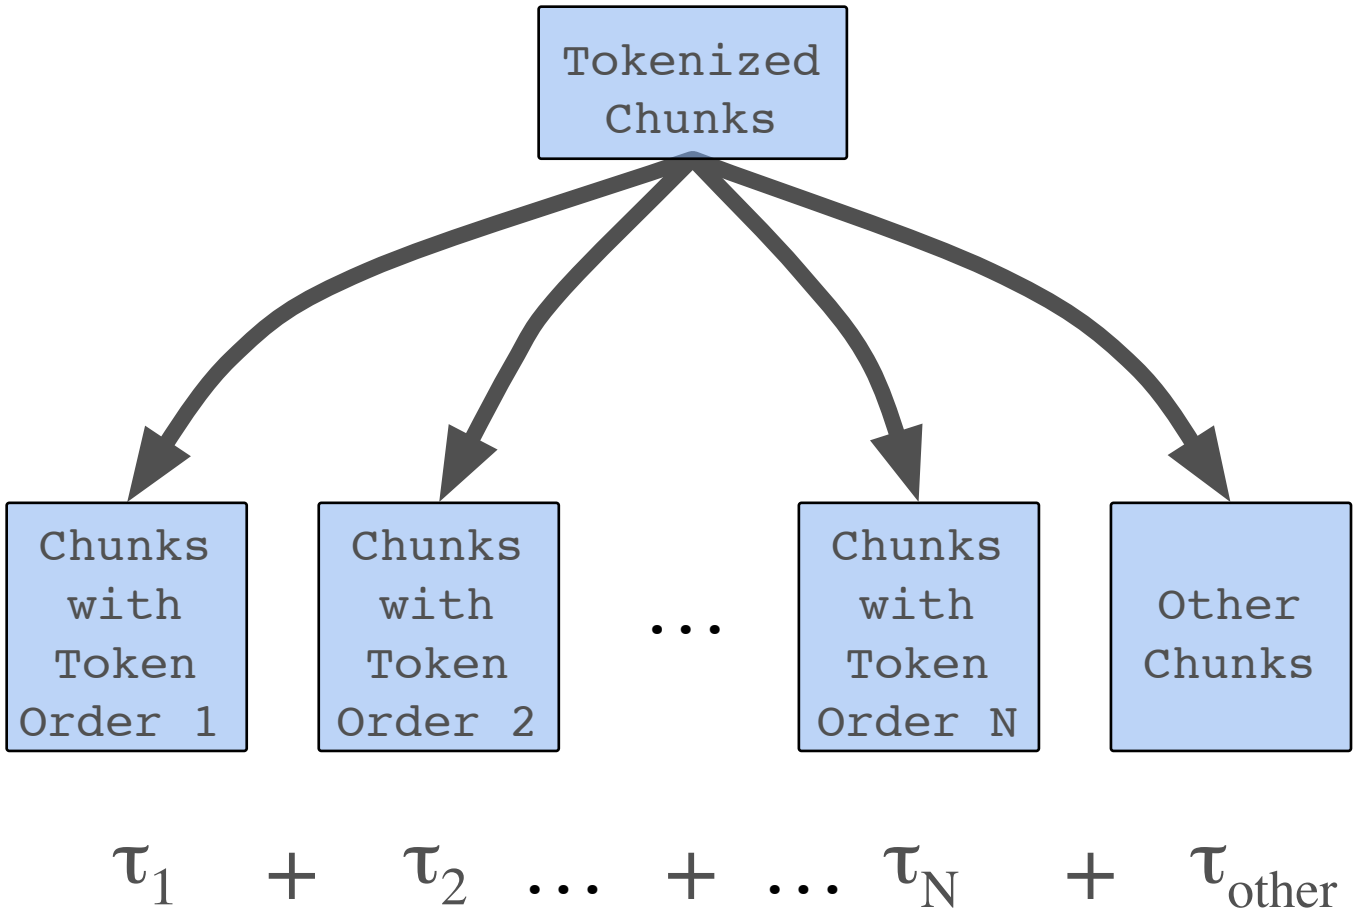 Tokenized
Chunks
Chunks
with
Token
Order 1
Chunks
with
Token
Order 2
...
Chunks
with
Token
Order N
Other
Chunks
τ1 + τ2 ... + ... τN + τother